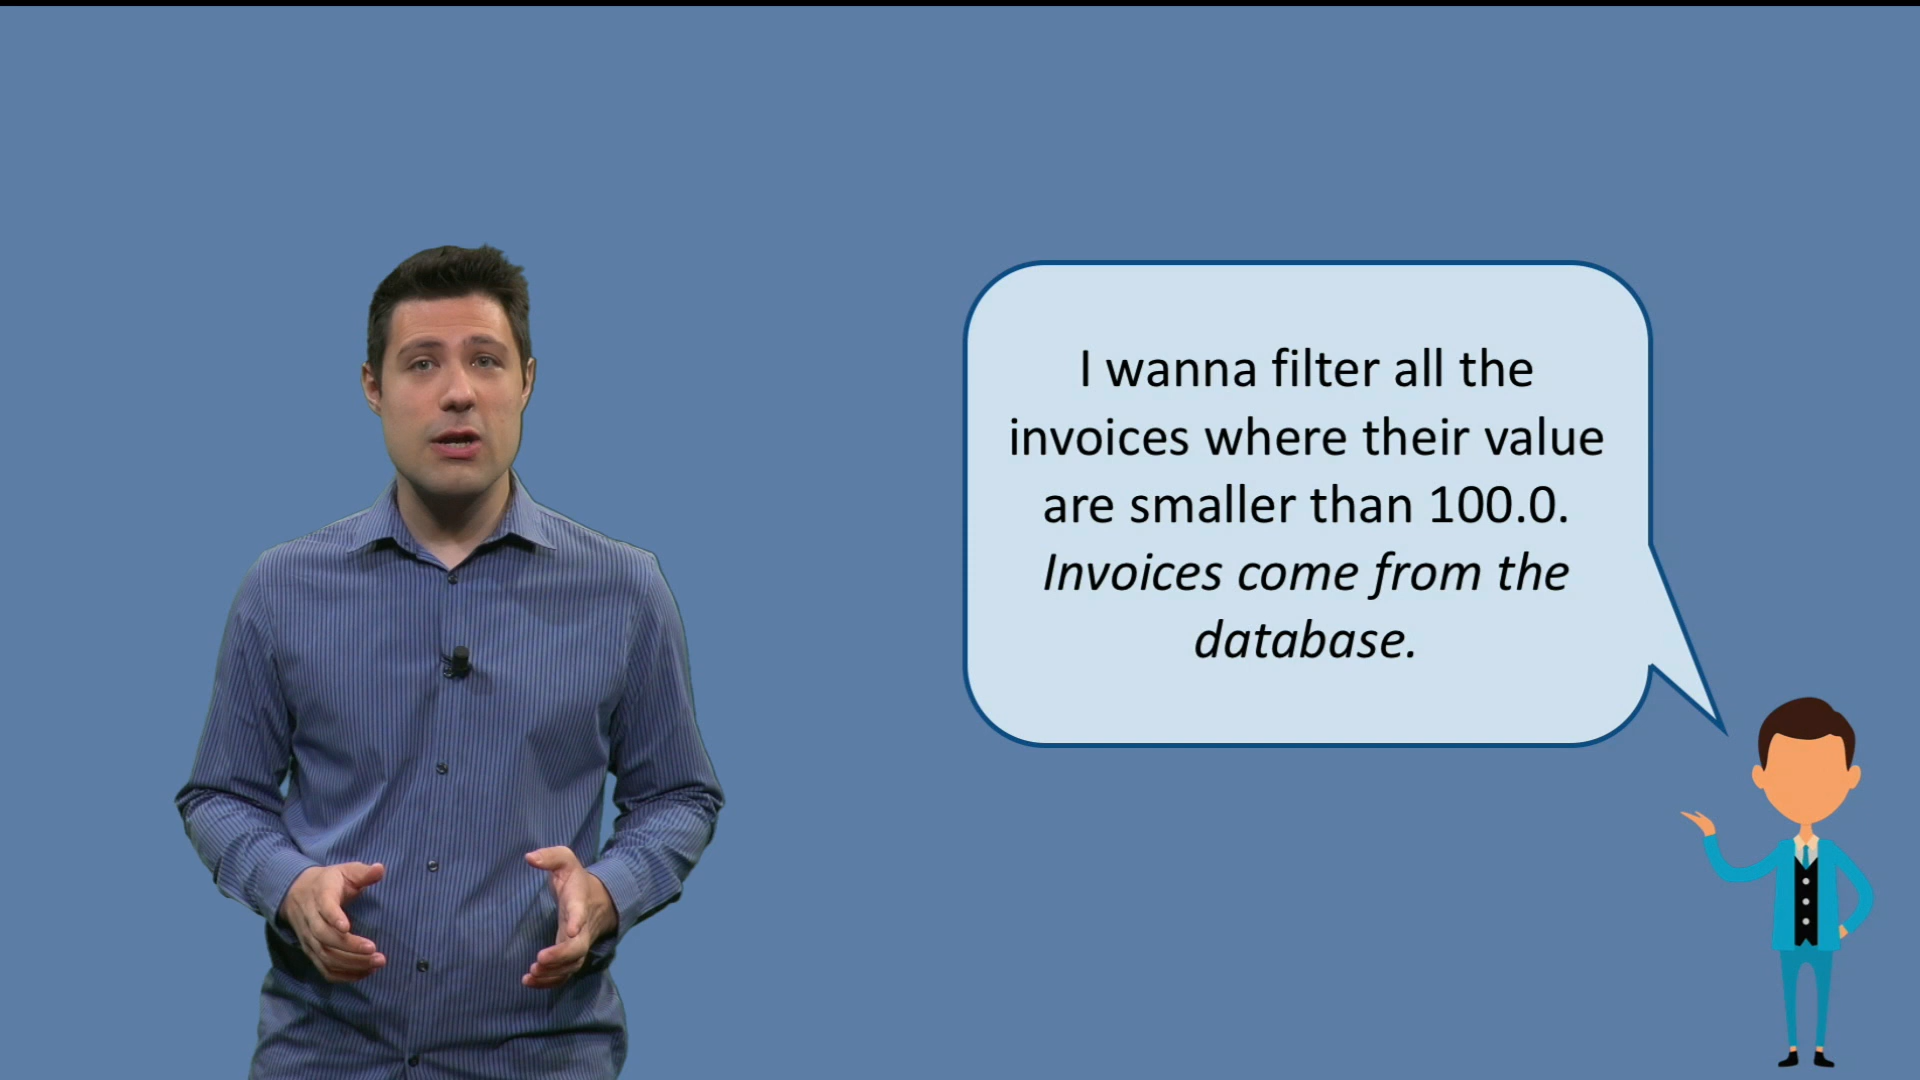 I wanna filter all the
invoices where their value
are smaller than 100.0.
Invoices come from the
database.